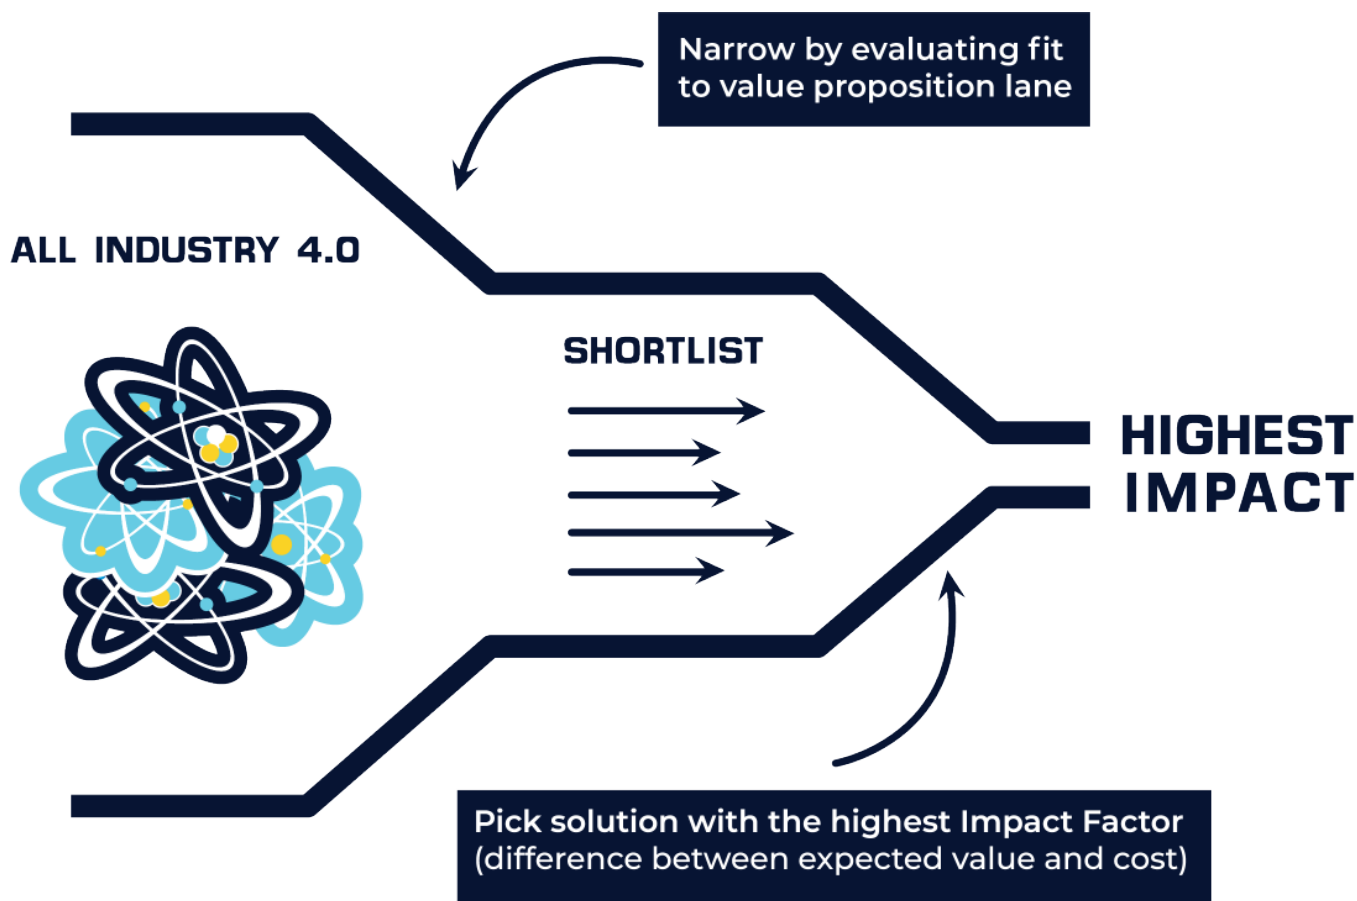 Narrow by evaluating fit
to value proposition lane
ALL INDUSTRY 4.0
SHORTLIST
HIGHEST
IMPACT
Pick solution with the highest Impact Factor
(difference between expected value and cost)